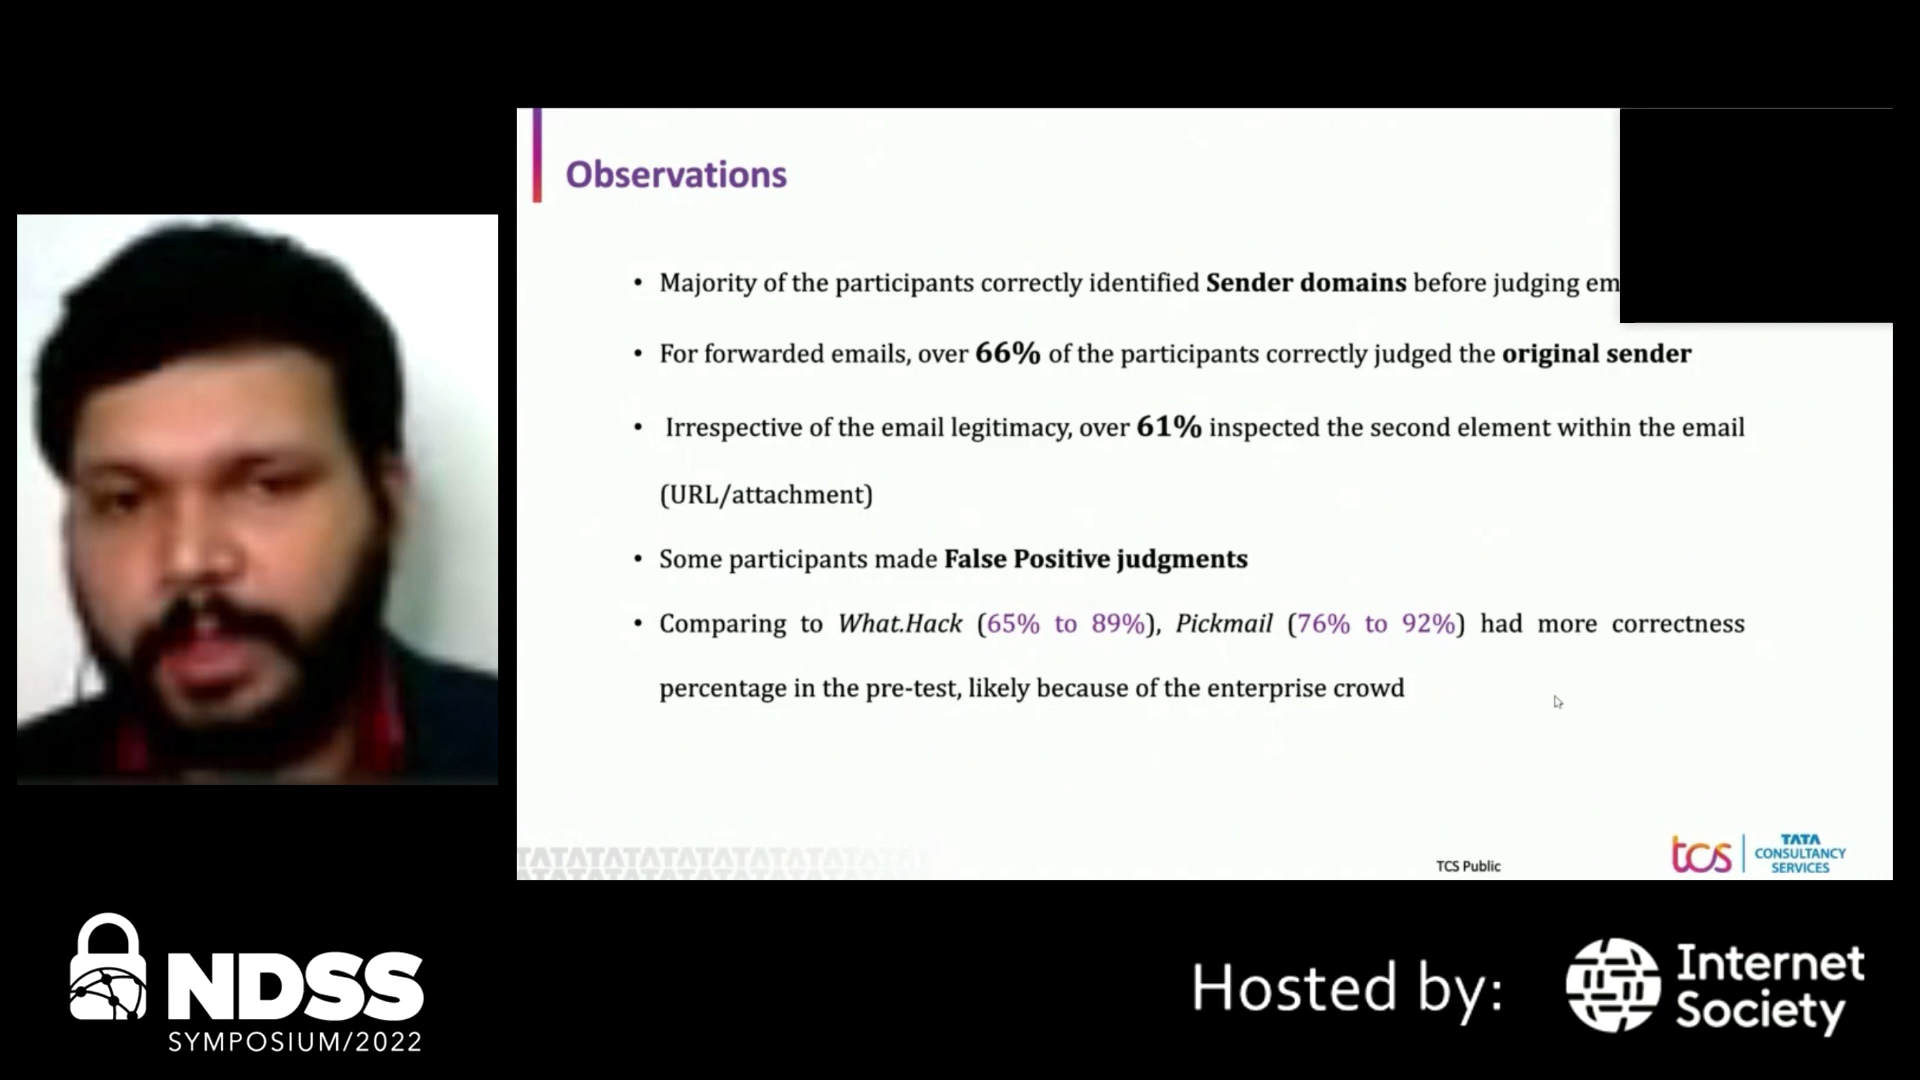 Observations
• Majority of the participants correctly identified Sender domains before judging em
• For forwarded emails, over 66% of the participants correctly judged the original sender
• Irrespective of the email legitimacy, over 61% inspected the second element within the email
(URL/attachment)
• Some participants made False Positive judgments
• Comparing to What.Hack (65% to 89%), Pickmail (76% to 92%) had more correctness
percentage in the pre-test, likely because of the enterprise crowd
TATATATATATATATATATATA
TCS Public
tcs
TATA
CONSULTANCY
SERVICES
NDSS
SYMPOSIUM/2022
Hosted by:
Internet
Society